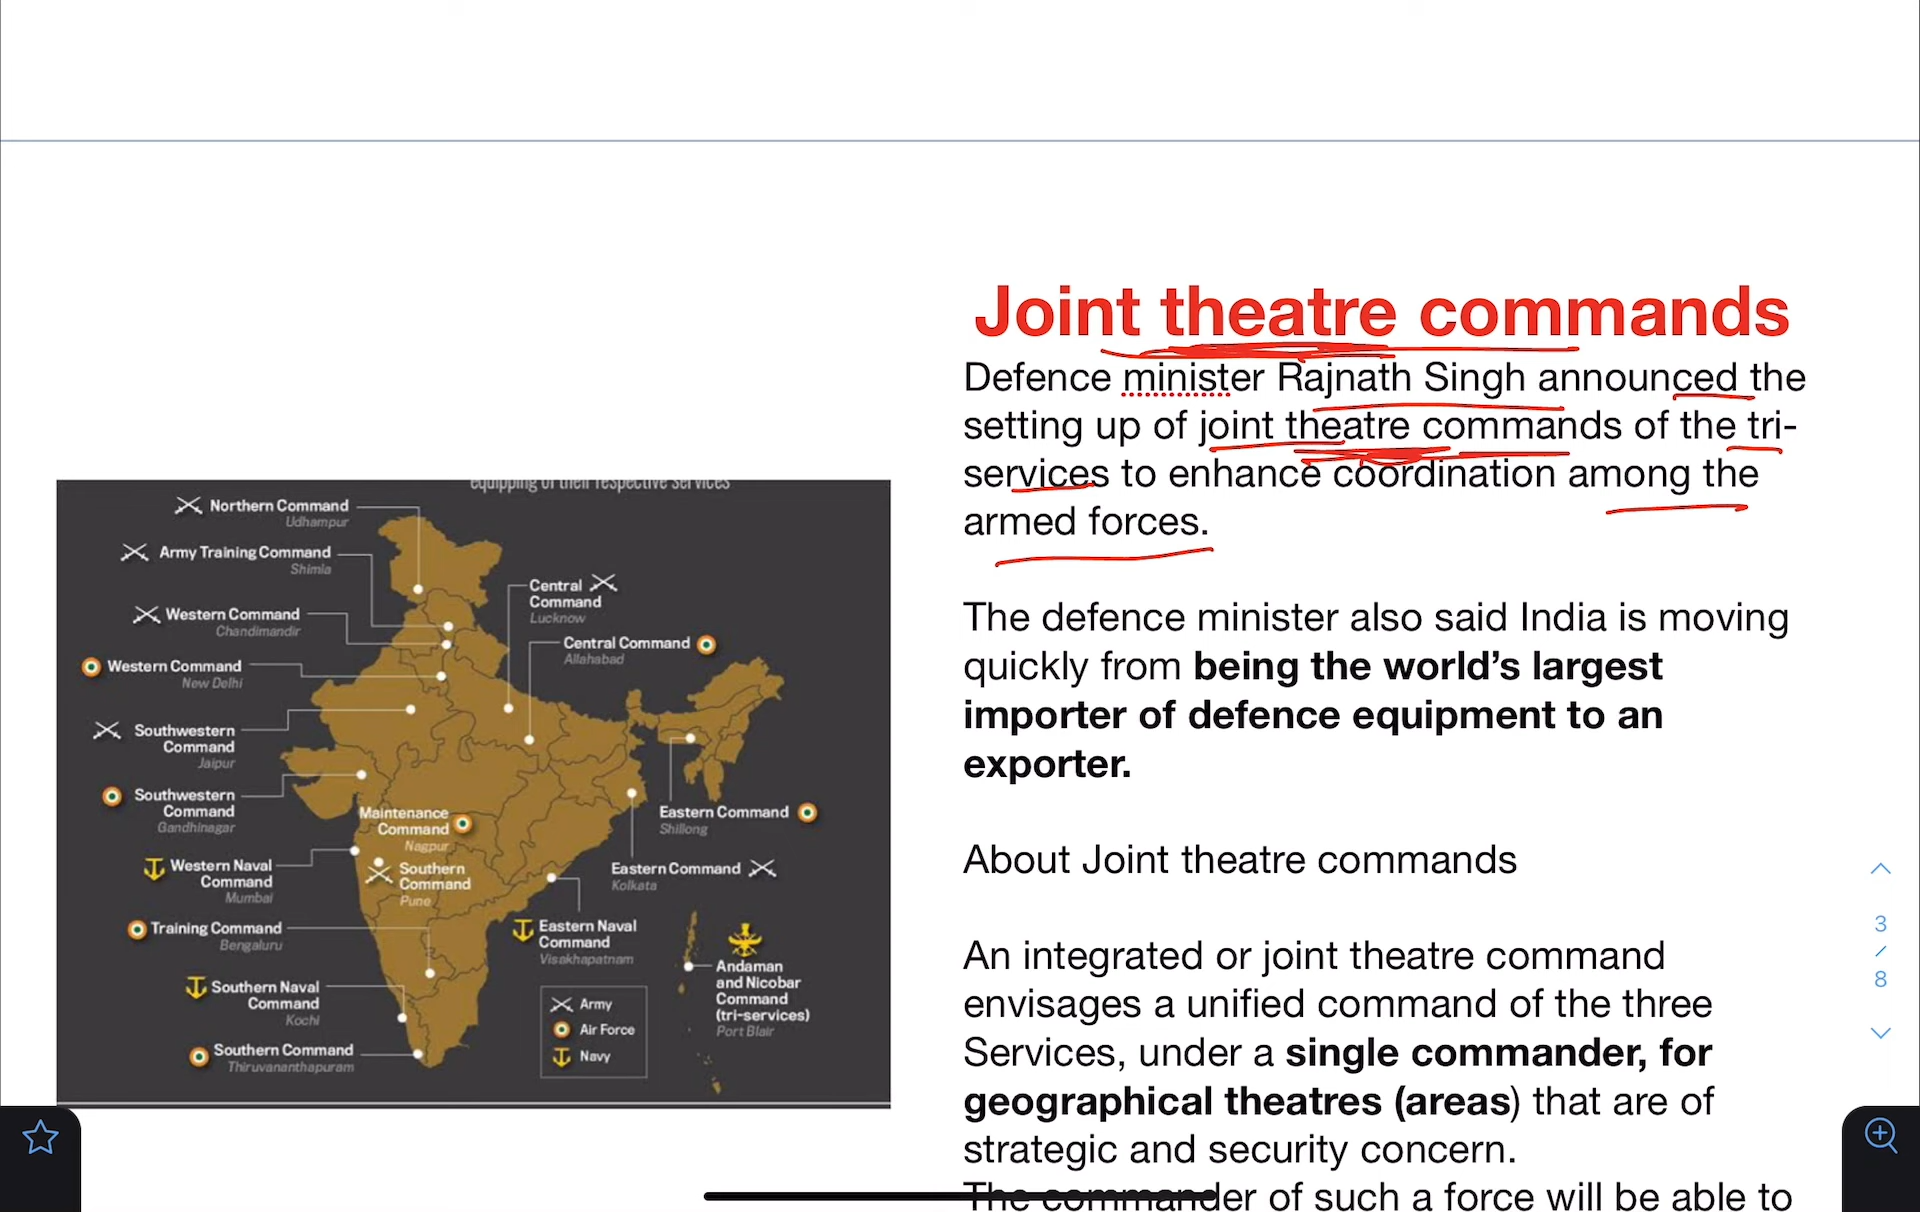 equipping of their respective services
Northern Command
Udhampur
Army Training Command
Shimla
Western Command
Chandimandir
Western Command
New Delhi
Southwestern
Command
Jaipur
Southwestern
Command
Gandhinagar
Western Naval
Command
Mumbai
Training Command
Bengaluru
Southern Naval
Command
Kochi
Southern Command
Thiruvananthapuram
Central
Command
Lucknow
Central Command
Allahabad
Maintenance
Command
Nagpur
Southern
Command
Pune
Eastern Command
Shillong
Eastern Command
Kolkata
Eastern Naval
Command
Visakhapatnam
Andaman
and Nicobar
Command
(tri-services)
Port Blair
Army
Air Force
Navy
Joint theatre commands
Defence minister Rajnath Singh announced the
setting up of joint theatre commands of the tri-
services to enhance coordination among the
armed forces.
The defence minister also said India is moving
quickly from being the world's largest
importer of defence equipment to an
exporter.
About Joint theatre commands
An integrated or joint theatre command
envisages a unified command of the three
Services, under a single commander, for
geographical theatres (areas) that are of
strategic and security concern.
The commander of such a force will be able to
3
/
8